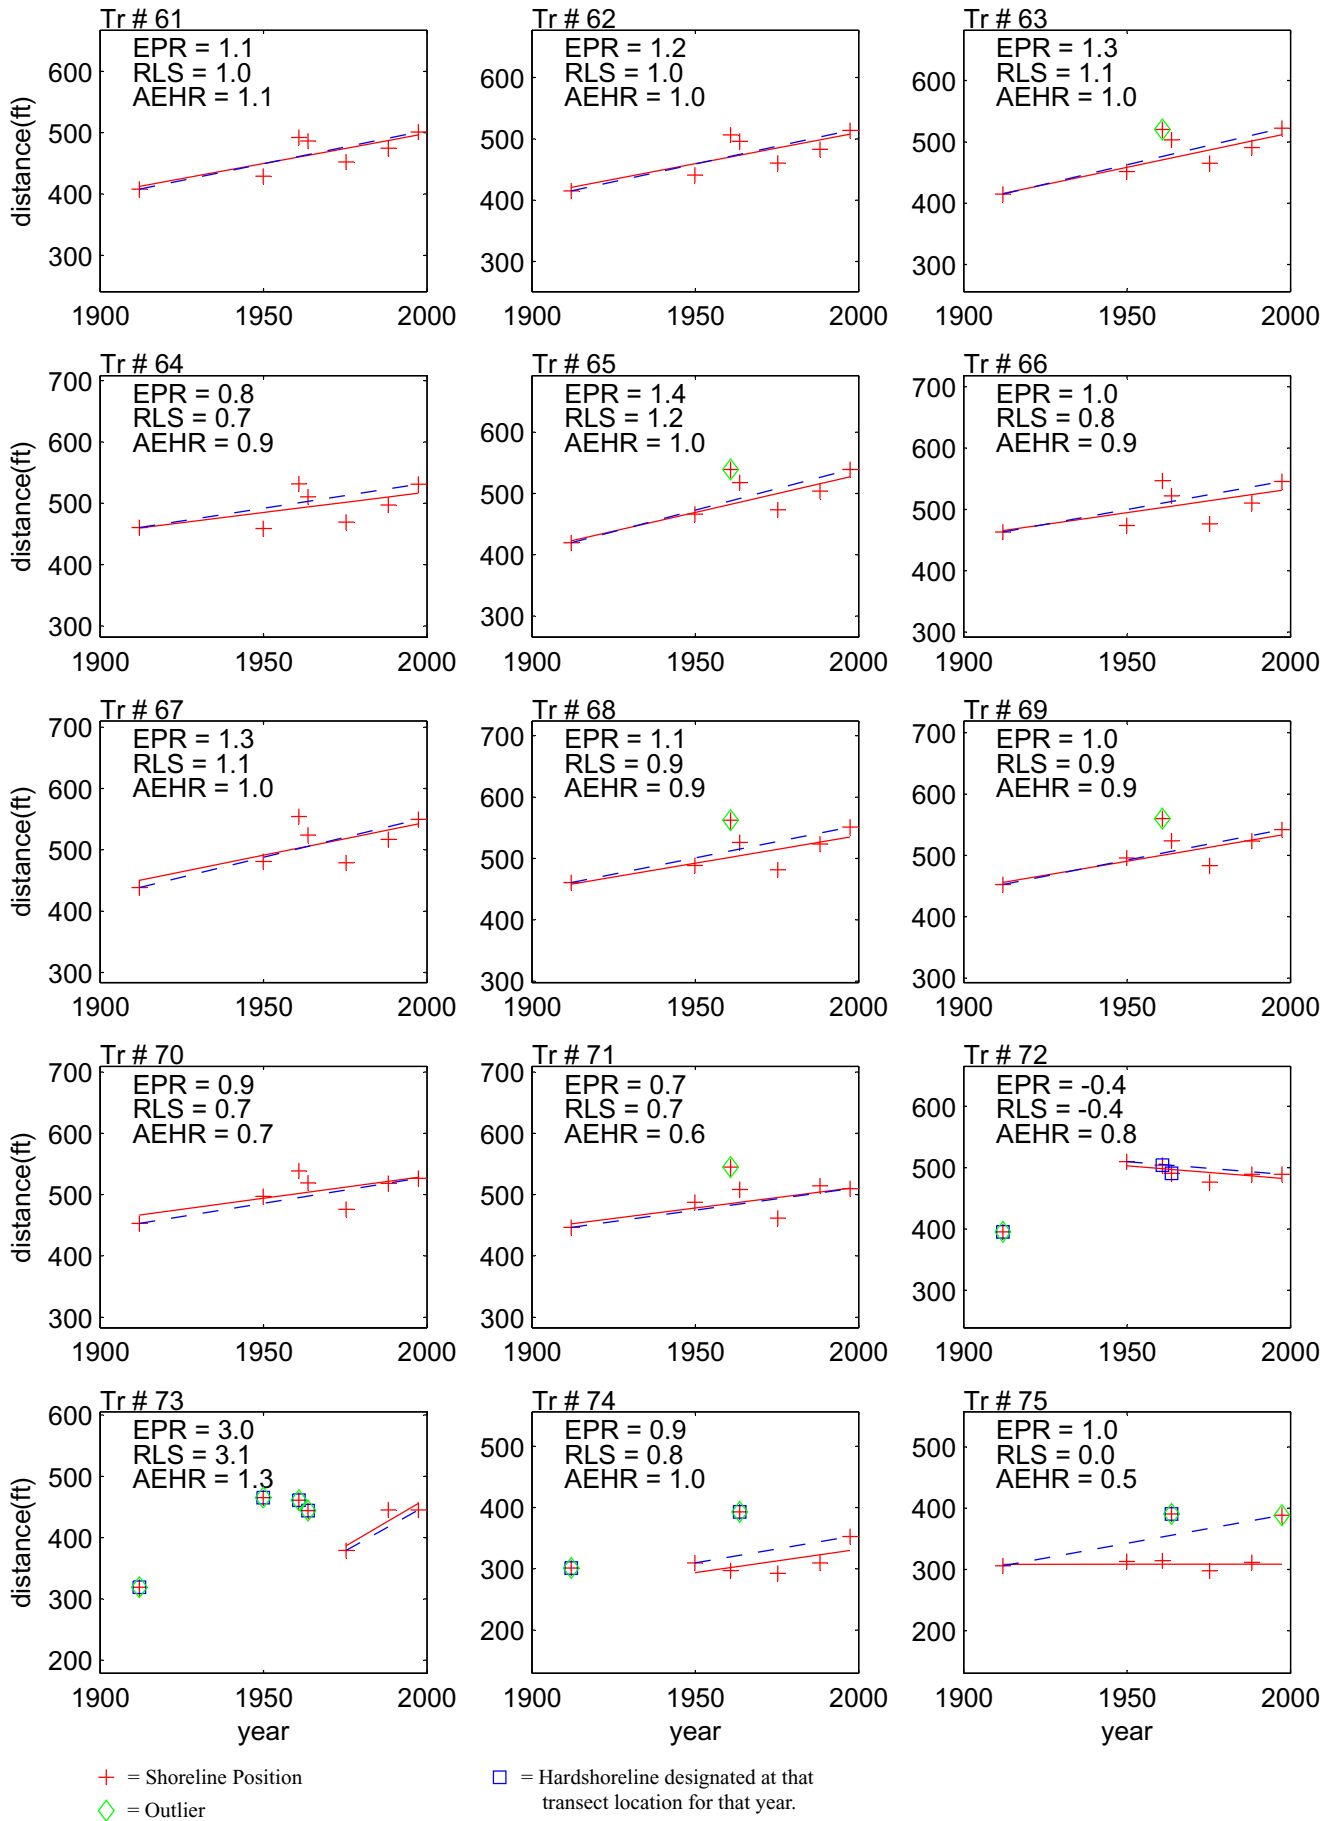 Tr # 61
EPR = 1.1
RLS = 1.0
AEHR = 1.1
600
500
400
300
distance(ft)
1900
1950
2000
Tr # 62
EPR = 1.2
RLS = 1.0
AEHR = 1.0
600
500
400
300
1900
1950
2000
Tr # 63
EPR = 1.3
RLS = 1.1
AEHR = 1.0
600
500
400
300
1900
1950
2000
Tr # 64
EPR = 0.8
RLS = 0.7
AEHR = 0.9
700
600
500
400
300
distance(ft)
1900
1950
2000
Tr # 65
EPR = 1.4
RLS = 1.2
AEHR = 1.0
600
500
400
300
1900
1950
2000
Tr # 66
EPR = 1.0
RLS = 0.8
AEHR = 0.9
700
600
500
400
300
1900
1950
2000
Tr # 67
EPR = 1.3
RLS = 1.1
AEHR = 1.0
700
600
500
400
300
distance(ft)
1900
1950
2000
Tr # 68
EPR = 1.1
RLS = 0.9
AEHR = 0.9
700
600
500
400
300
1900
1950
2000
Tr # 69
EPR = 1.0
RLS = 0.9
AEHR = 0.9
700
600
500
400
300
1900
1950
2000
Tr # 70
EPR = 0.9
RLS = 0.7
AEHR = 0.7
700
600
500
400
300
distance(ft)
1900
1950
2000
Tr # 71
EPR = 0.7
RLS = 0.7
AEHR = 0.6
700
600
500
400
300
1900
1950
2000
Tr # 72
EPR = -0.4
RLS = -0.4
AEHR = 0.8
600
500
400
300
1900
1950
2000
Tr # 73
EPR = 3.0
RLS = 3.1
AEHR = 1.3
600
500
400
300
200
distance(ft)
1900
1950
2000
year
Tr # 74
EPR = 0.9
RLS = 0.8
AEHR = 1.0
500
400
300
200
1900
1950
2000
year
Tr # 75
EPR = 1.0
RLS = 0.0
AEHR = 0.5
500
400
300
200
1900
1950
2000
year
= Shoreline Position
= Outlier
= Hardshoreline designated at that
transect location for that year.